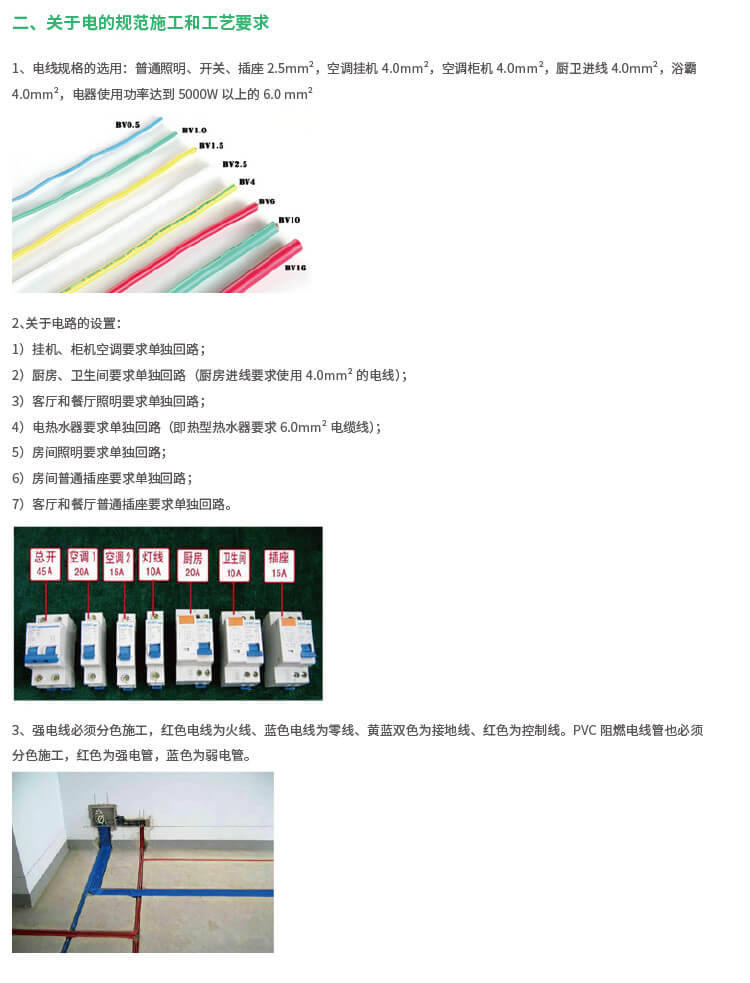 二、关于电的规范施工和工艺要求
1、电线规格的选用：普通照明、开关、插座 2.5mm²，空调挂机 4.0mm²，空调柜机 4.0mm²，厨卫进线 4.0mm²，浴霸
4.0mm²，电器使用功率达到 5000W 以上的 6.0 mm²
BV0.5
BV1.0
BV1.5
BV2.5
BV4
BV6
BV10
BV16
2、关于电路的设置：
1）挂机、柜机空调要求单独回路；
2）厨房、卫生间要求单独回路（厨房进线要求使用 4.0mm² 的电线）；
3）客厅和餐厅照明要求单独回路；
4）电热水器要求单独回路（即热型热水器要求 6.0mm² 电缆线）；
5）房间照明要求单独回路；
6）房间普通插座要求单独回路；
7）客厅和餐厅普通插座要求单独回路。
总开 空调1 空调2 灯线 厨房 卫生间 插座
45A 20A 15A 10A 20A 10A 15A
3、强电线必须分色施工，红色电线为火线、蓝色电线为零线、黄蓝双色为接地线、红色为控制线。PVC 阻燃电线管也必须
分色施工，红色为强电管，蓝色为弱电管。